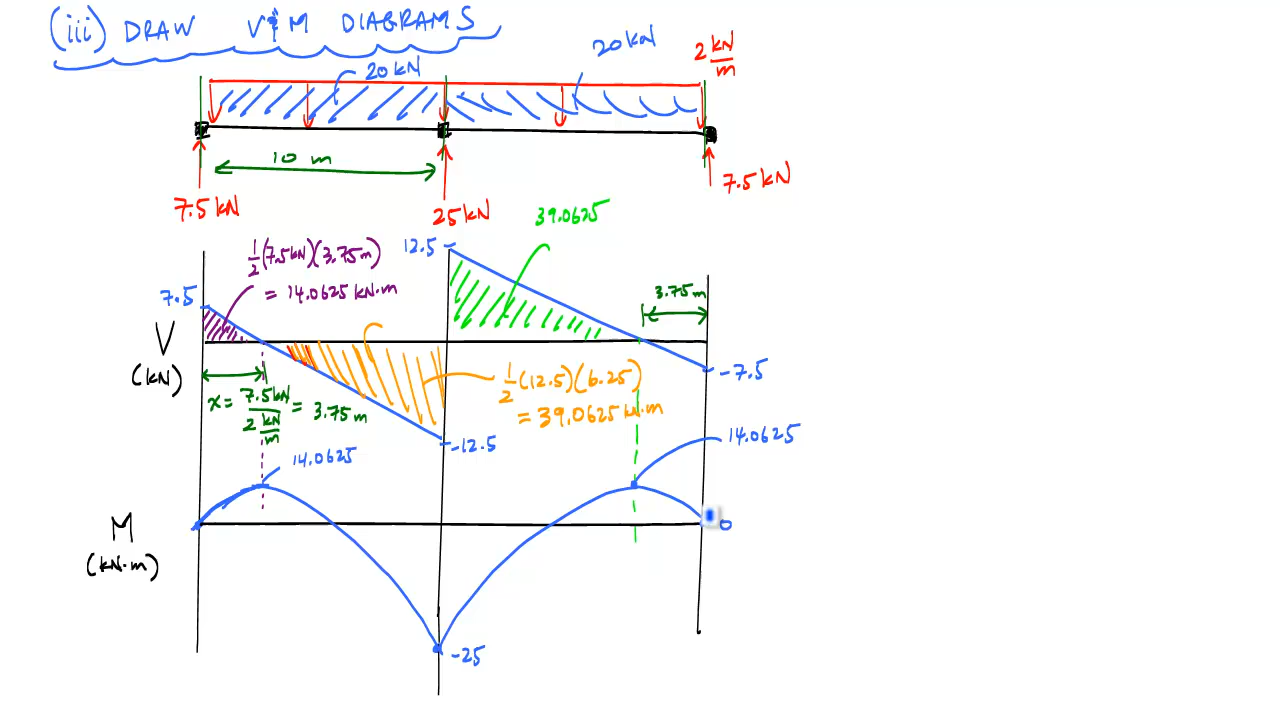 (iii) DRAW V & M DIAGRAMS
20 kN
20 kN
2 kN/m
10 m
7.5 kN
25 kN
7.5 kN
1/2 (7.5 kN)(3.75 m)
= 14.0625 kN·m
39.0625
12.5
7.5
3.75 m
V
(kN)
x = 7.5 kN / 2 kN/m = 3.75 m
1/2 (12.5)(6.25)
= 39.0625 kN·m
-7.5
-12.5
14.0625
14.0625
M
(kN·m)
0
-25